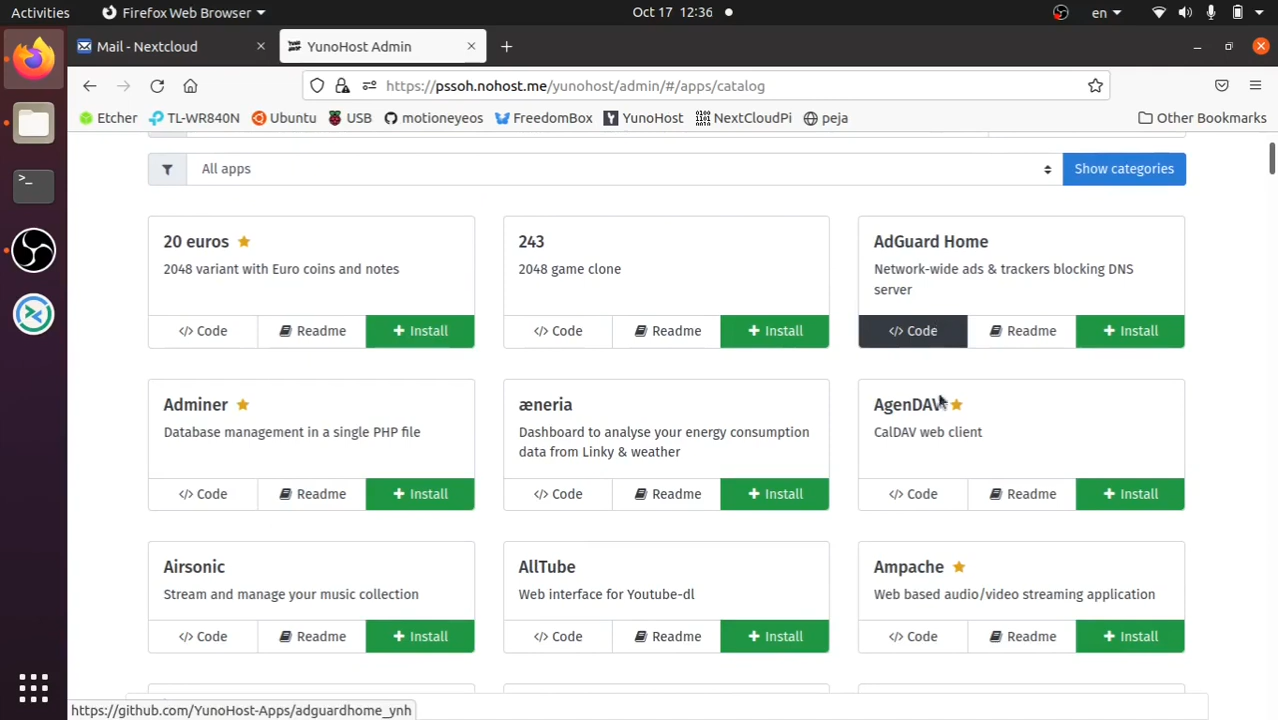 Activities
Firefox Web Browser
Oct 17 12:36
en
Mail - Nextcloud
YunoHost Admin
https://pssoh.nohost.me/yunohost/admin/#/apps/catalog
Etcher
TL-WR840N
Ubuntu
USB
motioneyeos
FreedomBox
YunoHost
NextCloudPi
peja
Other Bookmarks
All apps
Show categories
20 euros
2048 variant with Euro coins and notes
</> Code
Readme
+ Install
243
2048 game clone
</> Code
Readme
+ Install
AdGuard Home
Network-wide ads & trackers blocking DNS
server
</> Code
Readme
+ Install
Adminer
Database management in a single PHP file
</> Code
Readme
+ Install
æneria
Dashboard to analyse your energy consumption
data from Linky & weather
</> Code
Readme
+ Install
AgenDAV
CalDAV web client
</> Code
Readme
+ Install
Airsonic
Stream and manage your music collection
</> Code
Readme
+ Install
AllTube
Web interface for Youtube-dl
</> Code
Readme
+ Install
Ampache
Web based audio/video streaming application
</> Code
Readme
+ Install
https://github.com/YunoHost-Apps/adguardhome_ynh